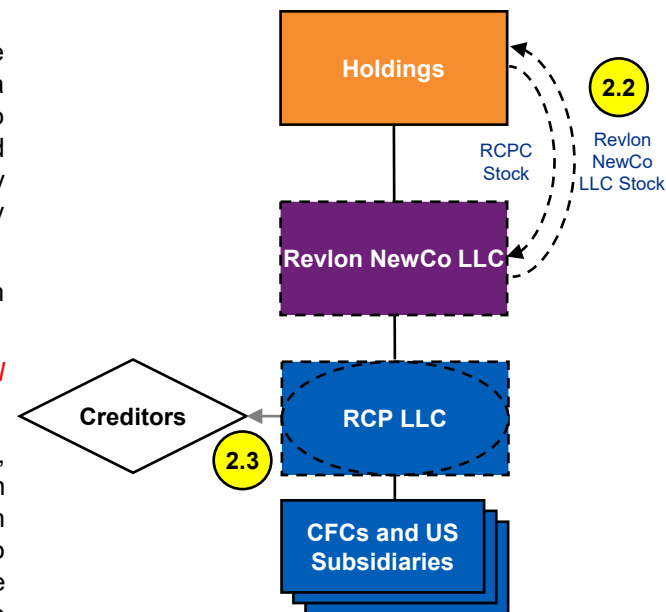 Holdings
2.2
RCPC
Stock
Revlon
NewCo
LLC Stock
Revlon NewCo LLC
Creditors
RCP LLC
2.3
CFCs and US
Subsidiaries